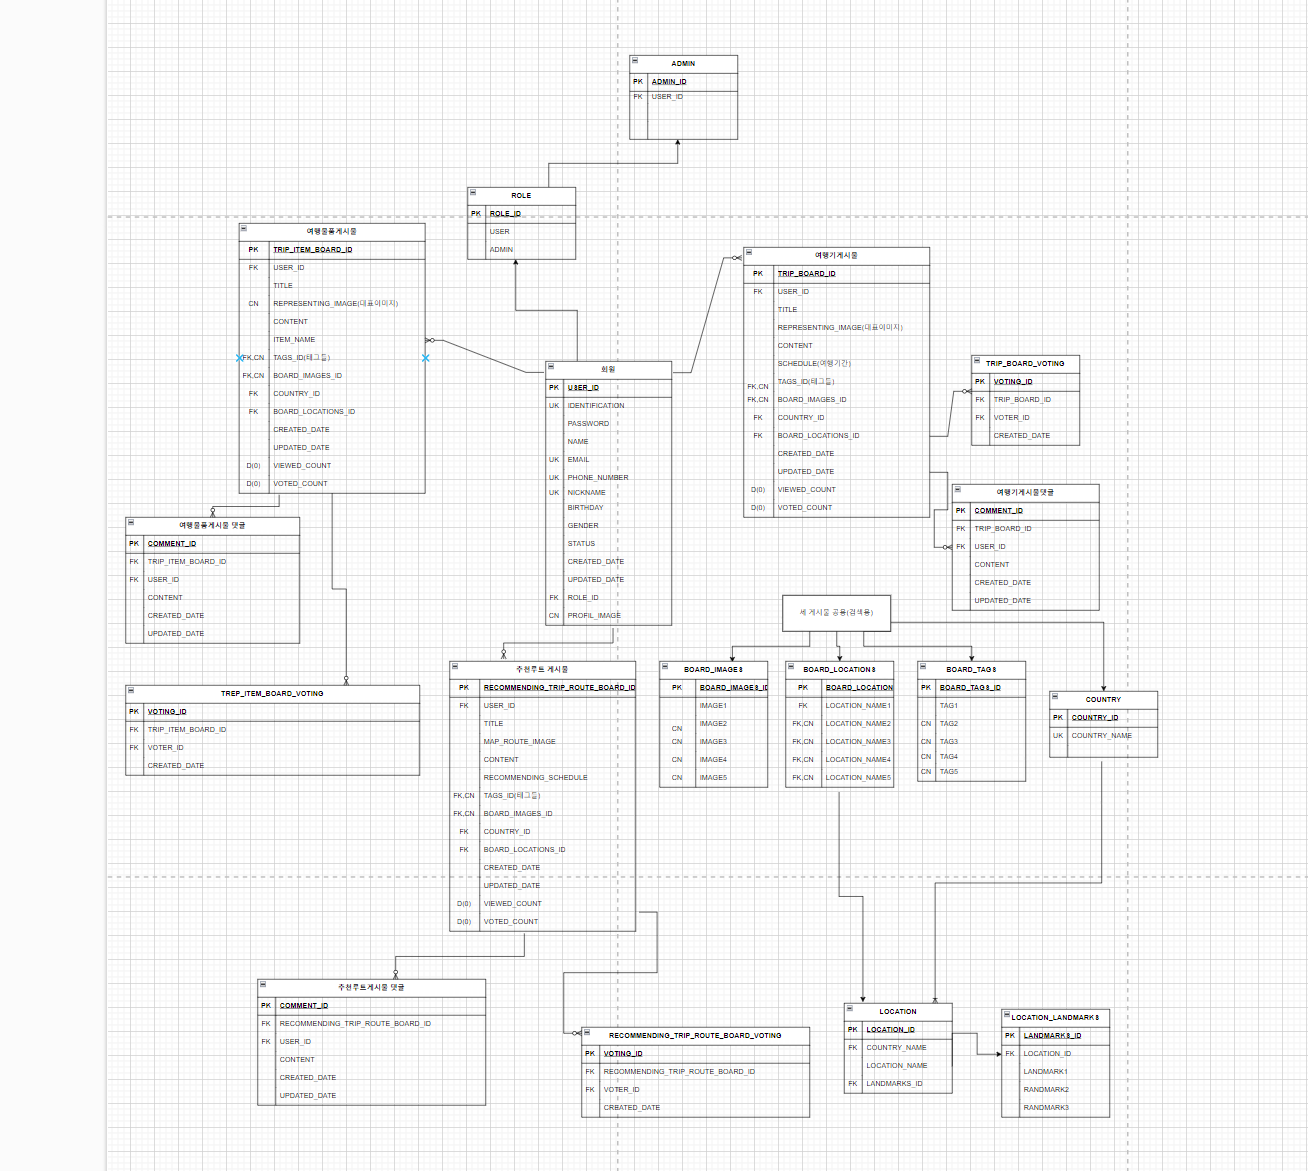 ADMIN
PK ADMIN_ID
FK USER_ID
ROLE
PK ROLE_ID
USER
ADMIN
여행물품게시물
PK TRIP_ITEM_BOARD_ID
FK USER_ID
TITLE
CN REPRESENTING_IMAGE(대표이미지)
CONTENT
ITEM_NAME
FK,CN TAGS_ID(태그들)
FK,CN BOARD_IMAGES_ID
FK COUNTRY_ID
FK BOARD_LOCATIONS_ID
CREATED_DATE
UPDATED_DATE
D(0) VIEWED_COUNT
D(0) VOTED_COUNT
여행기게시물
PK TRIP_BOARD_ID
FK USER_ID
TITLE
REPRESENTING_IMAGE(대표이미지)
CONTENT
SCHEDULE(여행기간)
FK,CN TAGS_ID(태그들)
FK,CN BOARD_IMAGES_ID
FK COUNTRY_ID
FK BOARD_LOCATIONS_ID
CREATED_DATE
UPDATED_DATE
D(0) VIEWED_COUNT
D(0) VOTED_COUNT
TRIP_BOARD_VOTING
PK VOTING_ID
FK TRIP_BOARD_ID
FK VOTER_ID
CREATED_DATE
회원
PK USER_ID
UK IDENTIFICATION
PASSWORD
NAME
UK EMAIL
UK PHONE_NUMBER
UK NICKNAME
BIRTHDAY
GENDER
STATUS
CREATED_DATE
UPDATED_DATE
FK ROLE_ID
CN PROFIL_IMAGE
여행기게시물댓글
PK COMMENT_ID
FK TRIP_BOARD_ID
FK USER_ID
CONTENT
CREATED_DATE
UPDATED_DATE
여행물품게시물 댓글
PK COMMENT_ID
FK TRIP_ITEM_BOARD_ID
FK USER_ID
CONTENT
CREATED_DATE
UPDATED_DATE
세 게시물 공용(검색용)
TREP_ITEM_BOARD_VOTING
PK VOTING_ID
FK TRIP_ITEM_BOARD_ID
FK VOTER_ID
CREATED_DATE
추천루트 게시물
PK RECOMMENDING_TRIP_ROUTE_BOARD_ID
FK USER_ID
TITLE
MAP_ROUTE_IMAGE
CONTENT
RECOMMENDING_SCHEDULE
FK,CN TAGS_ID(태그들)
FK,CN BOARD_IMAGES_ID
FK COUNTRY_ID
FK BOARD_LOCATIONS_ID
CREATED_DATE
UPDATED_DATE
D(0) VIEWED_COUNT
D(0) VOTED_COUNT
BOARD_IMAGES
PK BOARD_IMAGES_ID
IMAGE1
CN IMAGE2
CN IMAGE3
CN IMAGE4
CN IMAGE5
BOARD_LOCATIONS
PK BOARD_LOCATION
FK LOCATION_NAME1
FK,CN LOCATION_NAME2
FK,CN LOCATION_NAME3
FK,CN LOCATION_NAME4
FK,CN LOCATION_NAME5
BOARD_TAGS
PK BOARD_TAGS_ID
TAG1
CN TAG2
CN TAG3
CN TAG4
CN TAG5
COUNTRY
PK COUNTRY_ID
UK COUNTRY_NAME
추천루트게시물 댓글
PK COMMENT_ID
FK RECOMMENDING_TRIP_ROUTE_BOARD_ID
FK USER_ID
CONTENT
CREATED_DATE
UPDATED_DATE
RECOMMENDING_TRIP_ROUTE_BOARD_VOTING
PK VOTING_ID
FK RECOMMENDING_TRIP_ROUTE_BOARD_ID
FK VOTER_ID
CREATED_DATE
LOCATION
PK LOCATION_ID
FK COUNTRY_NAME
LOCATION_NAME
FK LANDMARKS_ID
LOCATION_LANDMARKS
PK LANDMARKS_ID
FK LOCATION_ID
LANDMARK1
RANDMARK2
RANDMARK3